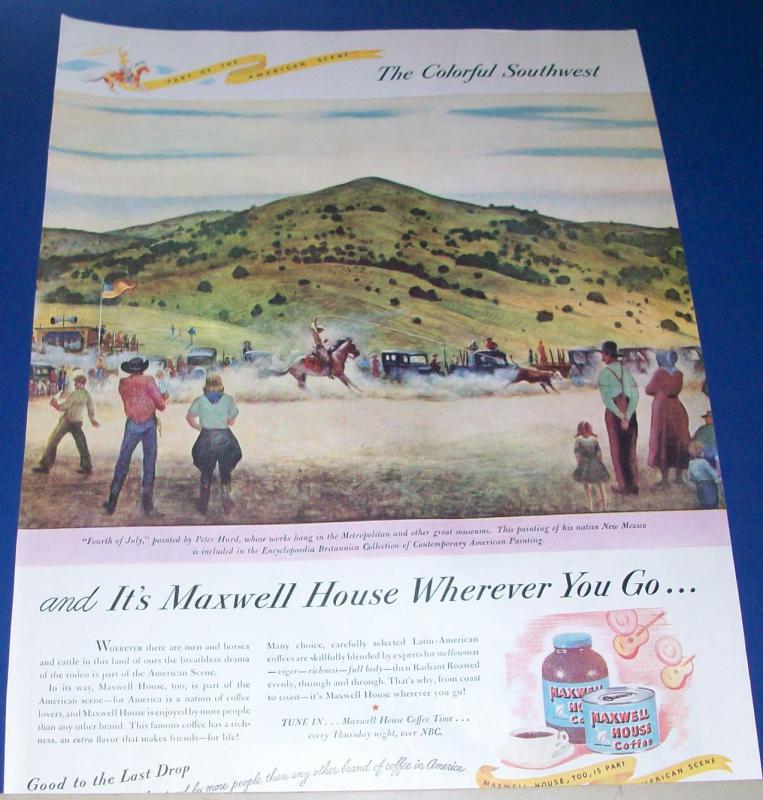 PART OF THE AMERICAN SCENE
The Colorful Southwest
"Fourth of July," painted by Peter Hurd, whose works hang in the Metropolitan and other great museums. This painting of his native New Mexico
is included in the Encyclopaedia Britannica Collection of Contemporary American Painting.
and It's Maxwell House Wherever You Go...
WHEREVER there are men and horses
and cattle in this land of ours the breathless drama
of the rodeo is part of the American Scene.
In its way, Maxwell House, too, is part of the
American scene—for America is a nation of coffee
lovers, and Maxwell House is enjoyed by more people
than any other brand. This famous coffee has a rich-
ness, an extra flavor that makes friends—for life!
Many choice, carefully selected Latin-American
coffees are skillfully blended by experts for mellowness
—vigor—richness—full body—then Radiant Roasted
evenly, through and through. That's why, from coast
to coast—it's Maxwell House wherever you go!
TUNE IN... Maxwell House Coffee Time...
every Thursday night, over NBC.
MAXWELL
HOUSE
Co
MAXWELL
HOUSE
Coffee
Good to the Last Drop
by more people than any other brand of coffee in America
MAXWELL HOUSE, TOO, IS PART
MERICAN SCENE